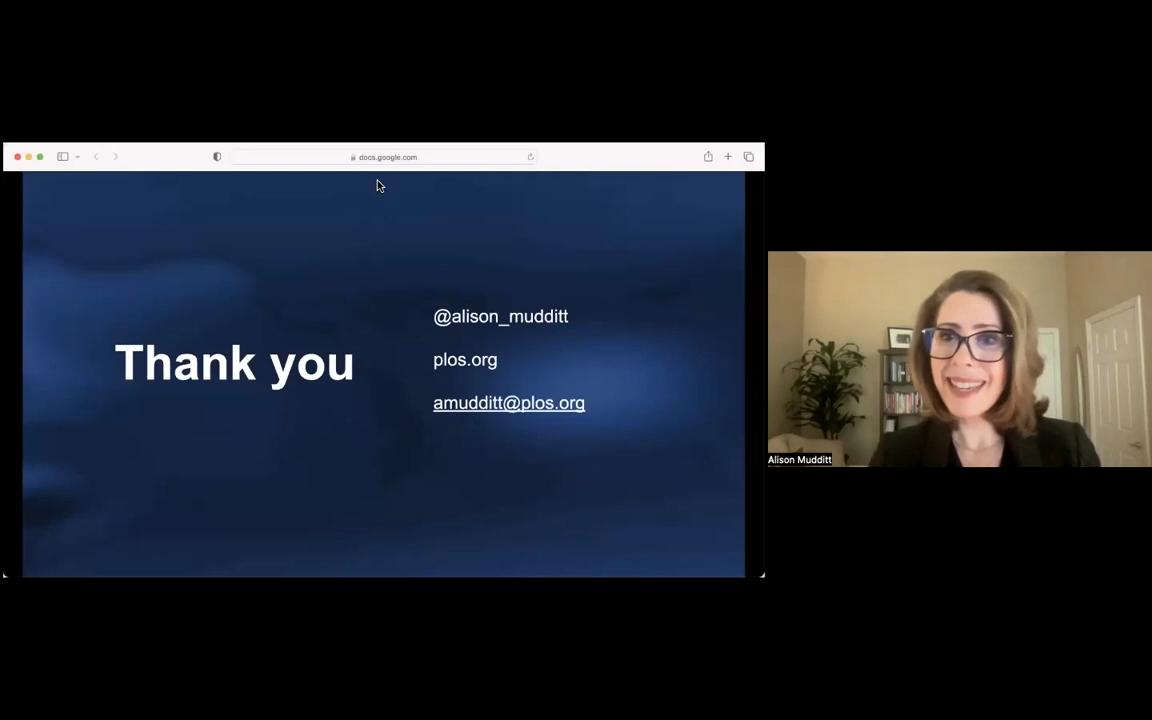 docs.google.com
Thank you
@alison_mudditt
plos.org
amudditt@plos.org
Alison Mudditt